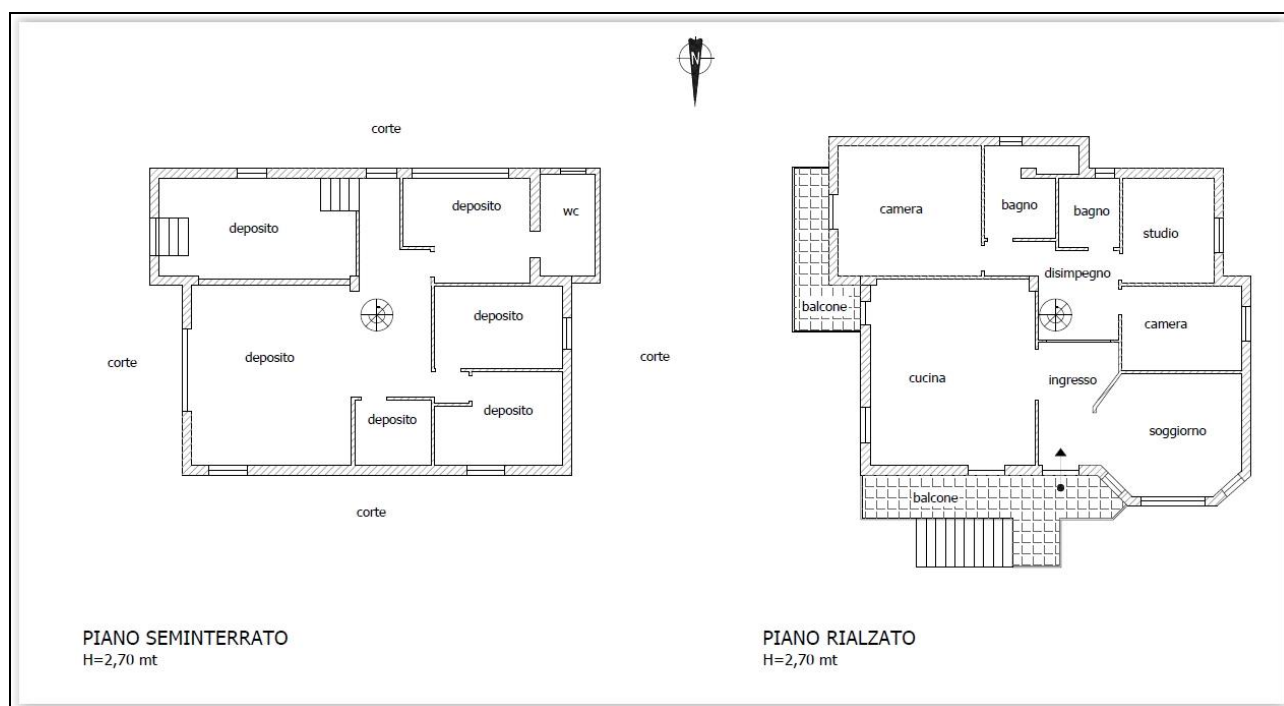 N
corte
deposito
deposito
wc
deposito
deposito
corte
corte
deposito
deposito
corte
PIANO SEMINTERRATO
H=2,70 mt
camera
bagno
bagno
studio
disimpegno
balcone
camera
cucina
ingresso
soggiorno
balcone
PIANO RIALZATO
H=2,70 mt